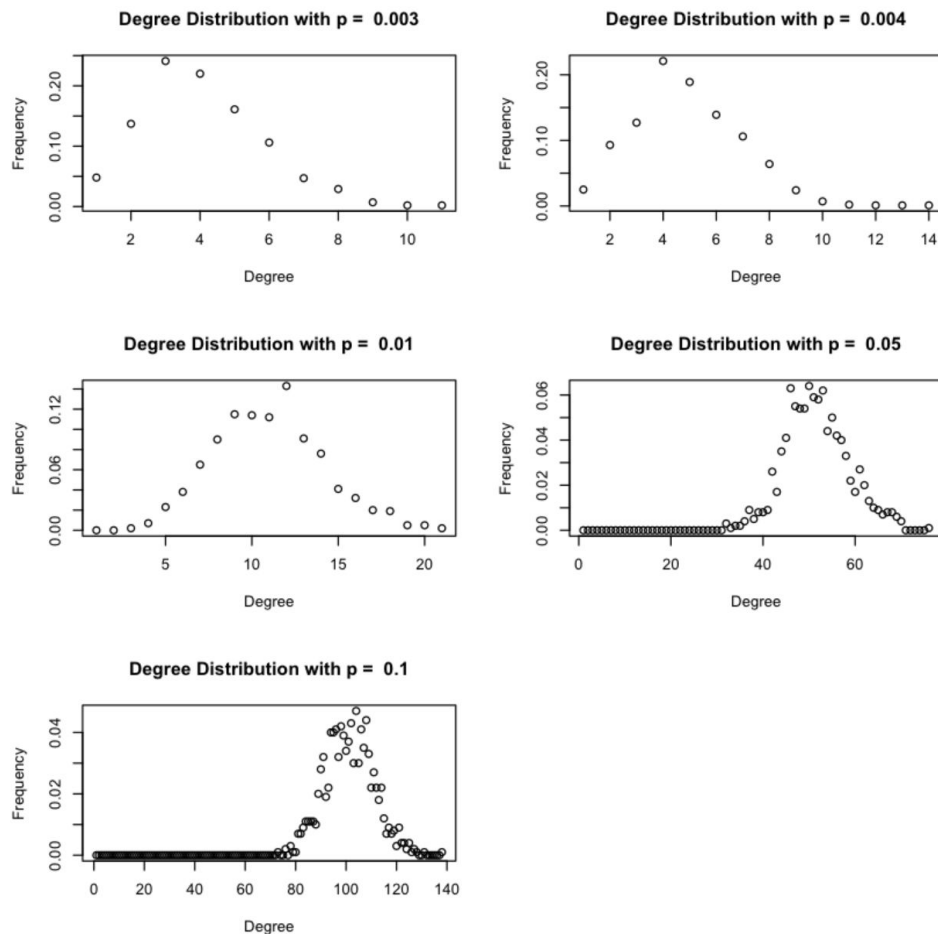 Degree Distribution with p =  0.003
Frequency
0.00 0.10 0.20
2 4 6 8 10
Degree
Degree Distribution with p =  0.004
Frequency
0.00 0.10 0.20
2 4 6 8 10 12 14
Degree
Degree Distribution with p =  0.01
Frequency
0.00 0.06 0.12
5 10 15 20
Degree
Degree Distribution with p =  0.05
Frequency
0.00 0.02 0.04 0.06
0 20 40 60
Degree
Degree Distribution with p =  0.1
Frequency
0.00 0.02 0.04
0 20 40 60 80 100 120 140
Degree